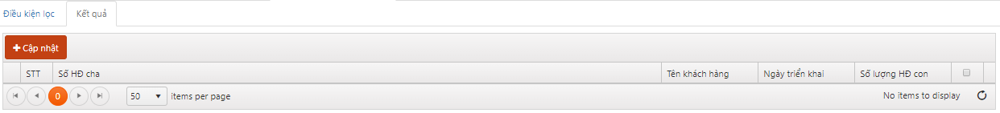 Điều kiện lọc Kết quả
Cập nhật
STT Số HĐ cha Tên khách hàng Ngày triển khai Số lượng HĐ con
0 50 items per page No items to display